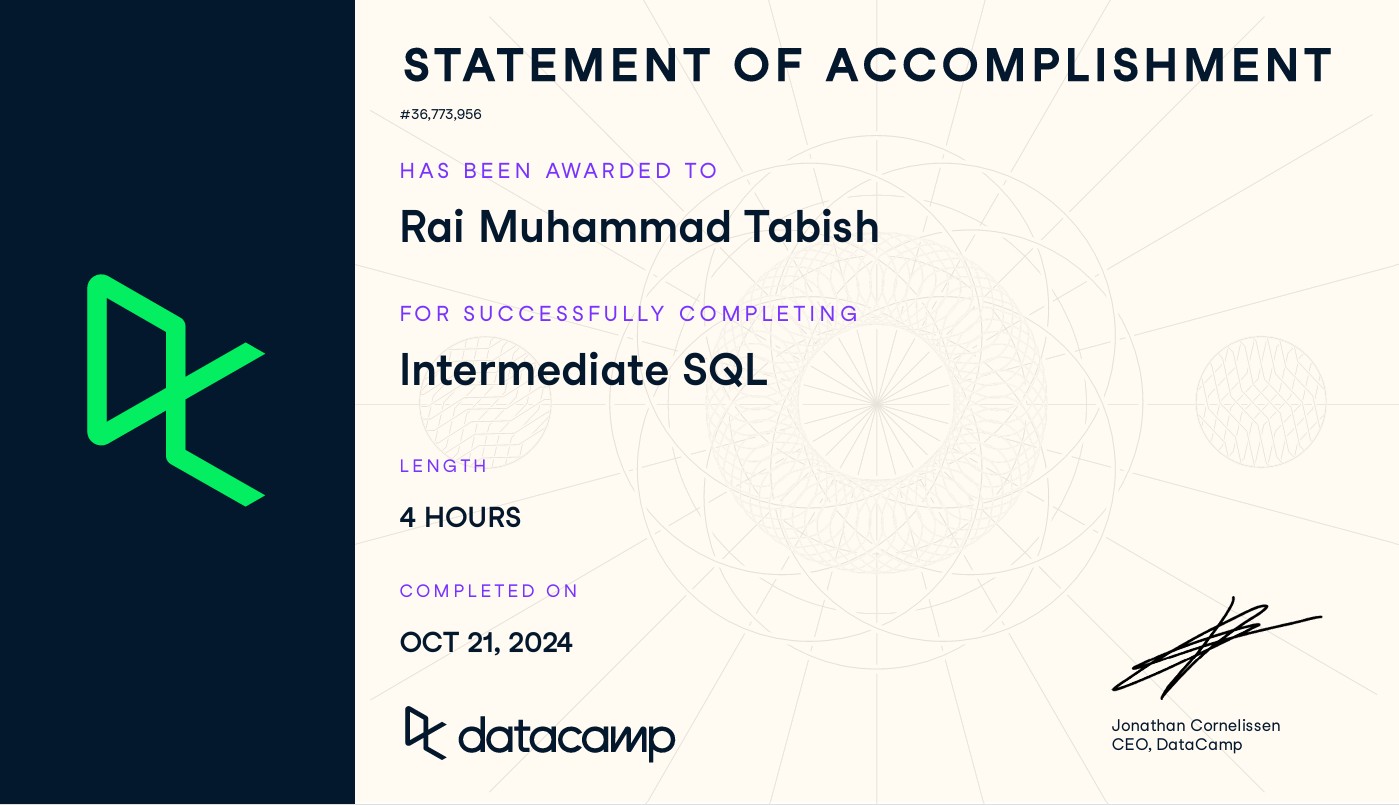 STATEMENT OF ACCOMPLISHMENT
#36,773,956
HAS BEEN AWARDED TO
Rai Muhammad Tabish
FOR SUCCESSFULLY COMPLETING
Intermediate SQL
LENGTH
4 HOURS
COMPLETED ON
OCT 21, 2024
datacamp
Jonathan Cornelissen
CEO, DataCamp